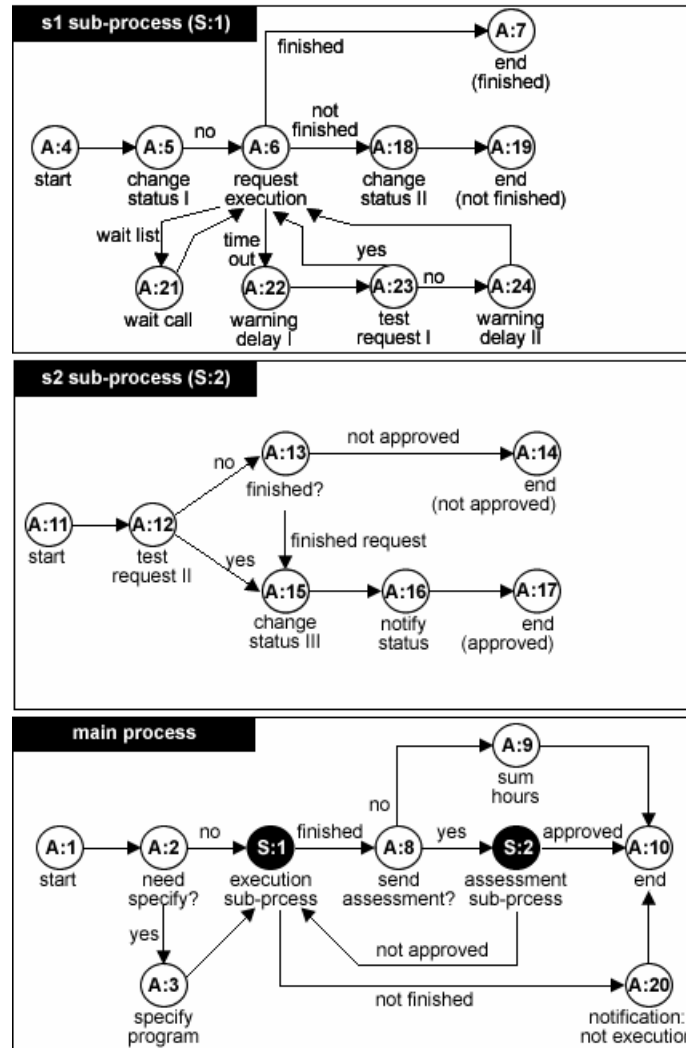 s1 sub-process (S:1)
A:7
finished
end
(finished)
not
finished
no
A:4
A:5
A:6
A:18
A:19
start
change
status I
request
execution
change
status II
end
(not finished)
wait list
time
out
yes
no
A:21
A:22
A:23
A:24
wait call
warning
delay I
test
request I
warning
delay II
s2 sub-process (S:2)
not approved
A:13
A:14
no
finished?
end
(not approved)
A:11
A:12
start
test
request II
yes
finished request
A:15
A:16
A:17
change
status III
notify
status
end
(approved)
main process
A:9
sum
hours
no
no
finished
yes
approved
A:1
A:2
S:1
A:8
S:2
A:10
start
need
specify?
execution
sub-prcess
send
assessment?
assessment
sub-prcess
end
yes
not approved
not finished
A:3
A:20
specify
program
notification:
not execution